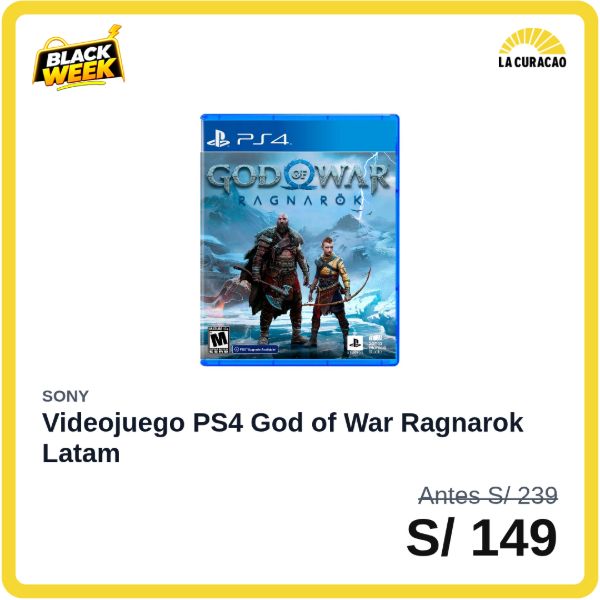 BLACK
WEEK
LA CURACAO
PS4
GOD OF WAR
RAGNARÖK
M
SONY
Videojuego PS4 God of War Ragnarok
Latam
Antes S/ 239
S/ 149